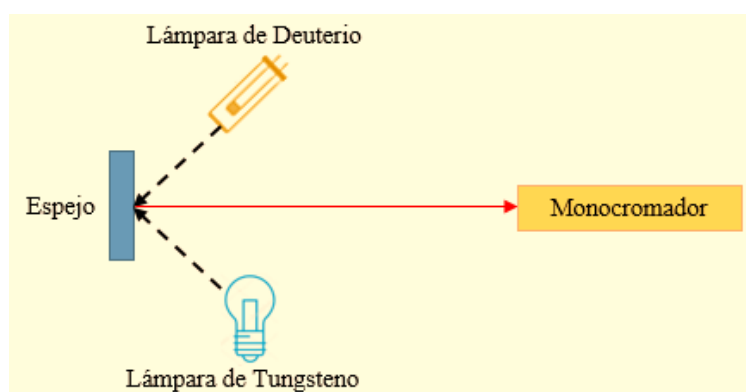 Lámpara de Deuterio
Espejo
Monocromador
Lámpara de Tungsteno